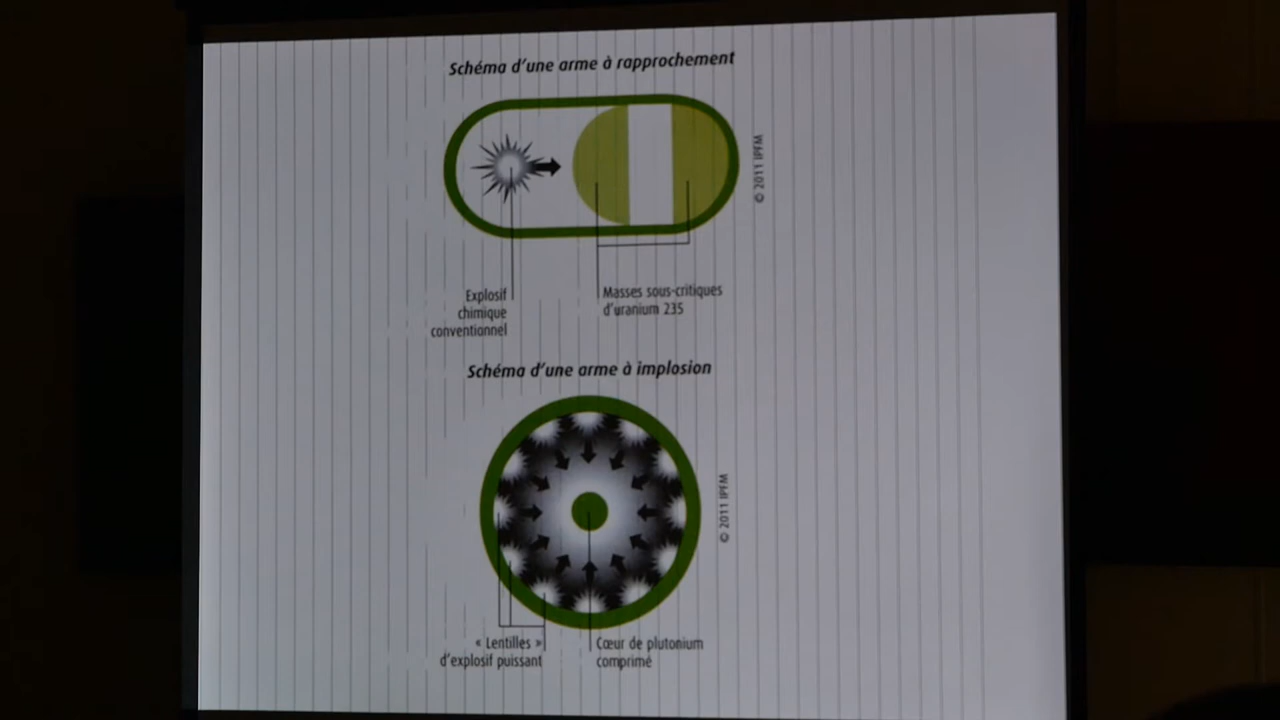 Schéma d'une arme à rapprochement
© 2011 IPFM
Explosif
chimique
conventionnel
Masses sous-critiques
d'uranium 235
Schéma d'une arme à implosion
© 2011 IPFM
« Lentilles »
d'explosif puissant
Cœur de plutonium
comprimé